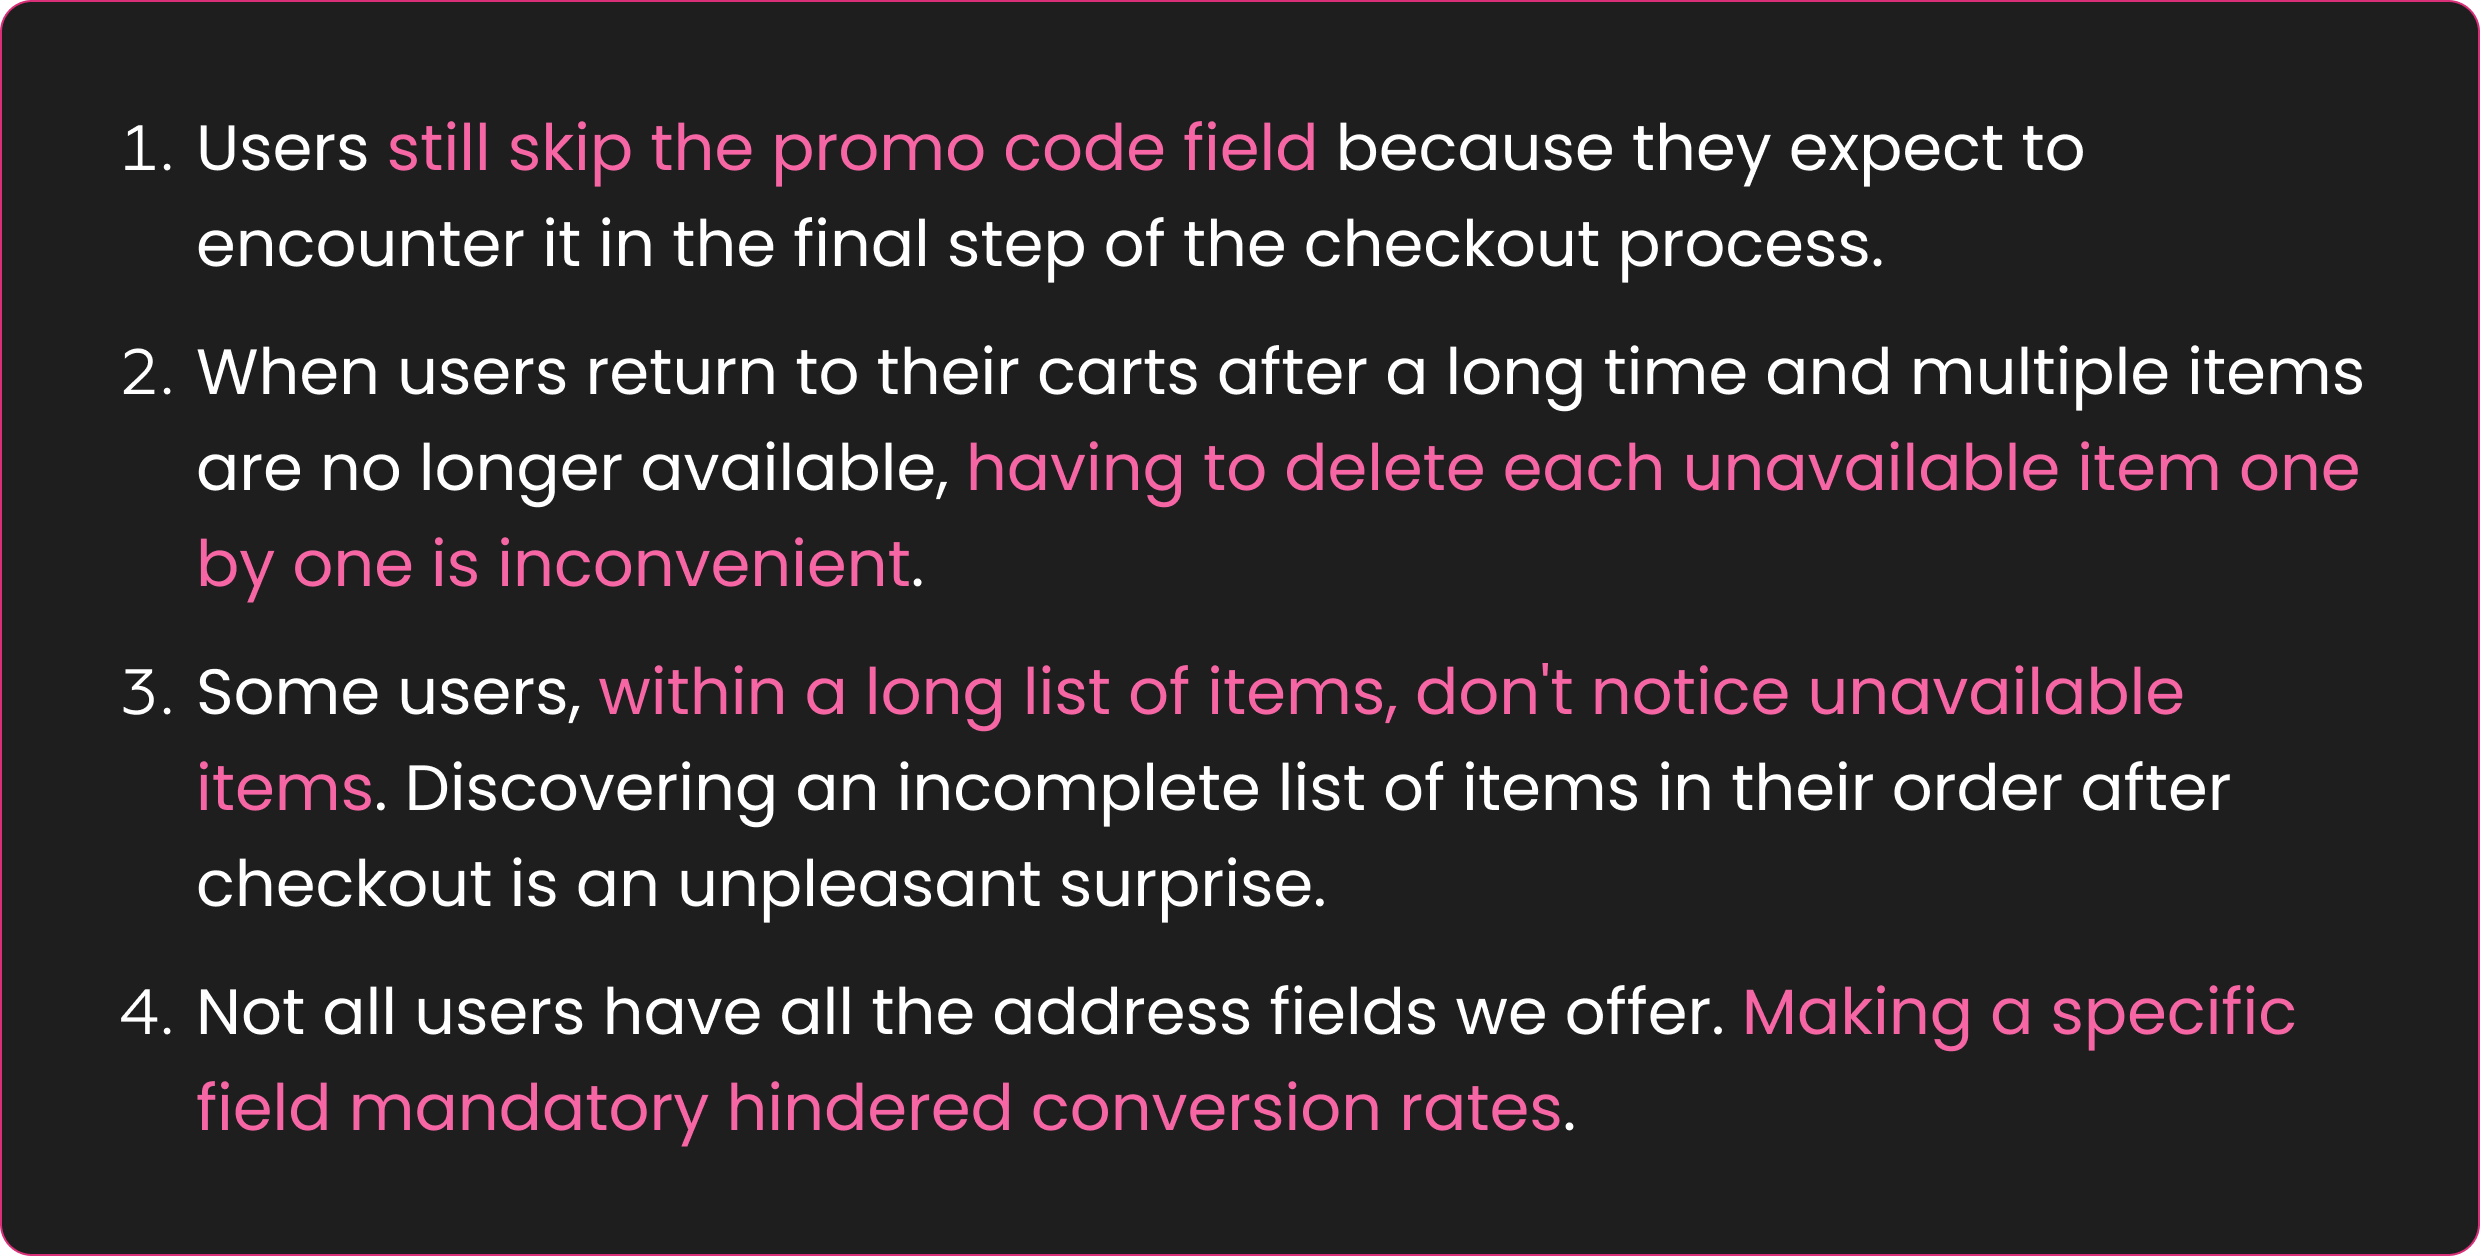 1. Users still skip the promo code field because they expect to
encounter it in the final step of the checkout process.
2. When users return to their carts after a long time and multiple items
are no longer available, having to delete each unavailable item one
by one is inconvenient.
3. Some users, within a long list of items, don't notice unavailable
items. Discovering an incomplete list of items in their order after
checkout is an unpleasant surprise.
4. Not all users have all the address fields we offer. Making a specific
field mandatory hindered conversion rates.